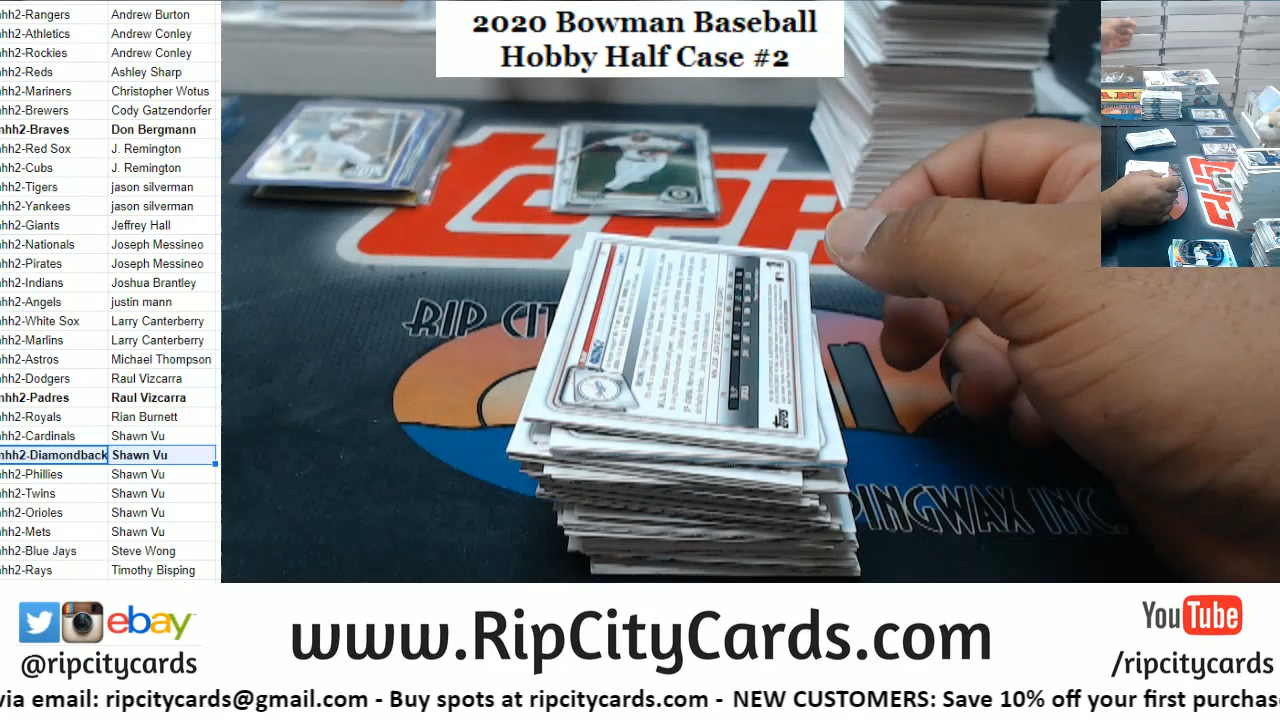 2020 Bowman Baseball
Hobby Half Case #2
hh2-Rangers Andrew Burton
hh2-Athletics Andrew Conley
hh2-Rockies Andrew Conley
hh2-Reds Ashley Sharp
hh2-Mariners Christopher Wotus
hh2-Brewers Cody Gatzendorfer
nhh2-Braves Don Bergmann
hh2-Red Sox J. Remington
hh2-Cubs J. Remington
hh2-Tigers jason silverman
hh2-Yankees jason silverman
hh2-Giants Jeffrey Hall
hh2-Nationals Joseph Messineo
hh2-Pirates Joseph Messineo
hh2-Indians Joshua Brantley
hh2-Angels justin mann
hh2-White Sox Larry Canterberry
hh2-Marlins Larry Canterberry
hh2-Astros Michael Thompson
hh2-Dodgers Raul Vizcarra
nhh2-Padres Raul Vizcarra
hh2-Royals Rian Burnett
hh2-Cardinals Shawn Vu
nhh2-Diamondback Shawn Vu
hh2-Phillies Shawn Vu
hh2-Twins Shawn Vu
hh2-Orioles Shawn Vu
hh2-Mets Shawn Vu
hh2-Blue Jays Steve Wong
hh2-Rays Timothy Bisping
RIP CIT
PINGWAX INC.
topps
ebay
@ripcitycards
www.RipCityCards.com
YouTube
/ripcitycards
via email: ripcitycards@gmail.com - Buy spots at ripcitycards.com - NEW CUSTOMERS: Save 10% off your first purchas